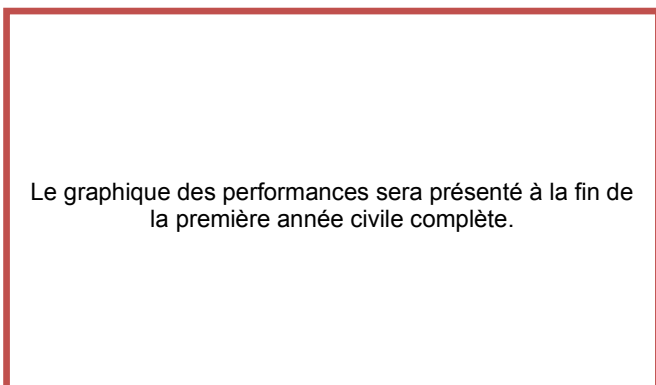 Le graphique des performances sera présenté à la fin de
la première année civile complète.